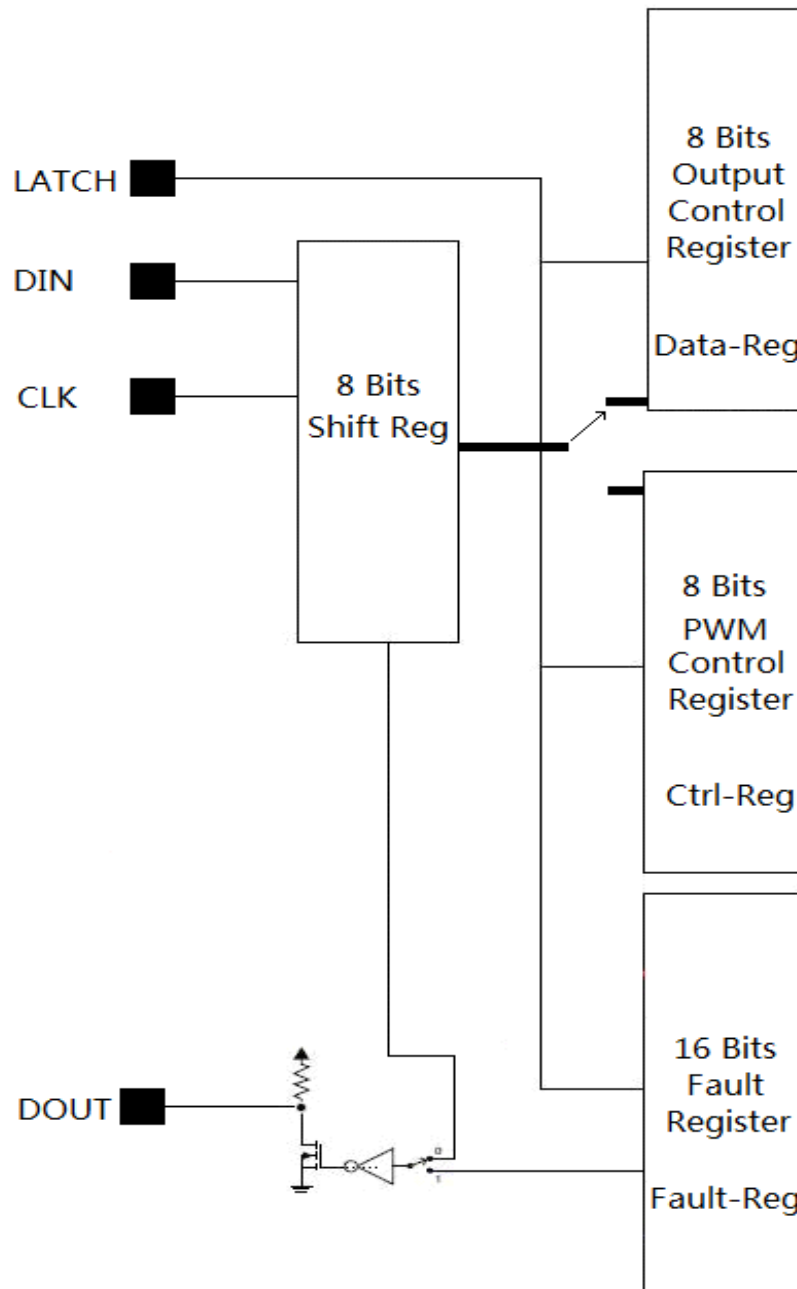 LATCH
DIN
CLK
8 Bits
Shift Reg
8 Bits
Output
Control
Register
Data-Reg
8 Bits
PWM
Control
Register
Ctrl-Reg
16 Bits
Fault
Register
Fault-Reg
DOUT
0
1